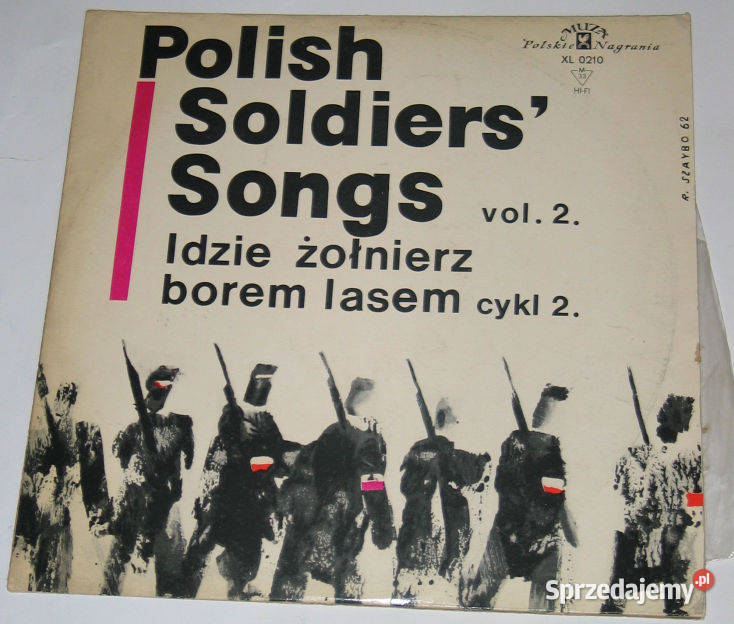 Polish
Soldiers'
Songs vol. 2.
Idzie żołnierz
borem lasem cykl 2.
MUZA
Polskie Nagrania
XL 0210
M
33
HI-FI
R. SZAYBO 62
Sprzedajemy.pl